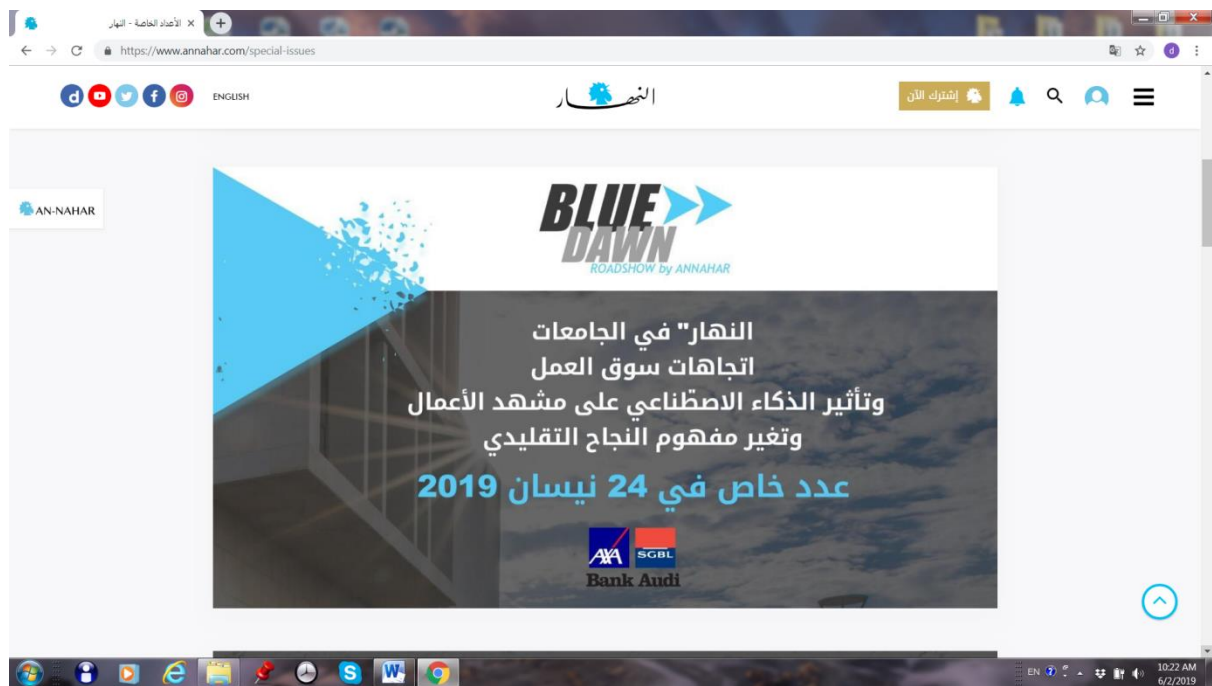 الأعداد الخاصة - النهار
https://www.annahar.com/special-issues
ENGLISH
النهار
إشترك الآن
AN-NAHAR
BLUE
DAWN
ROADSHOW by ANNAHAR
النهار" في الجامعات
اتجاهات سوق العمل
وتأثير الذكاء الاصطّناعي على مشهد الأعمال
وتغير مفهوم النجاح التقليدي
عدد خاص في 24 نيسان 2019
AXA
SGBL
Bank Audi
EN
10:22 AM
6/2/2019